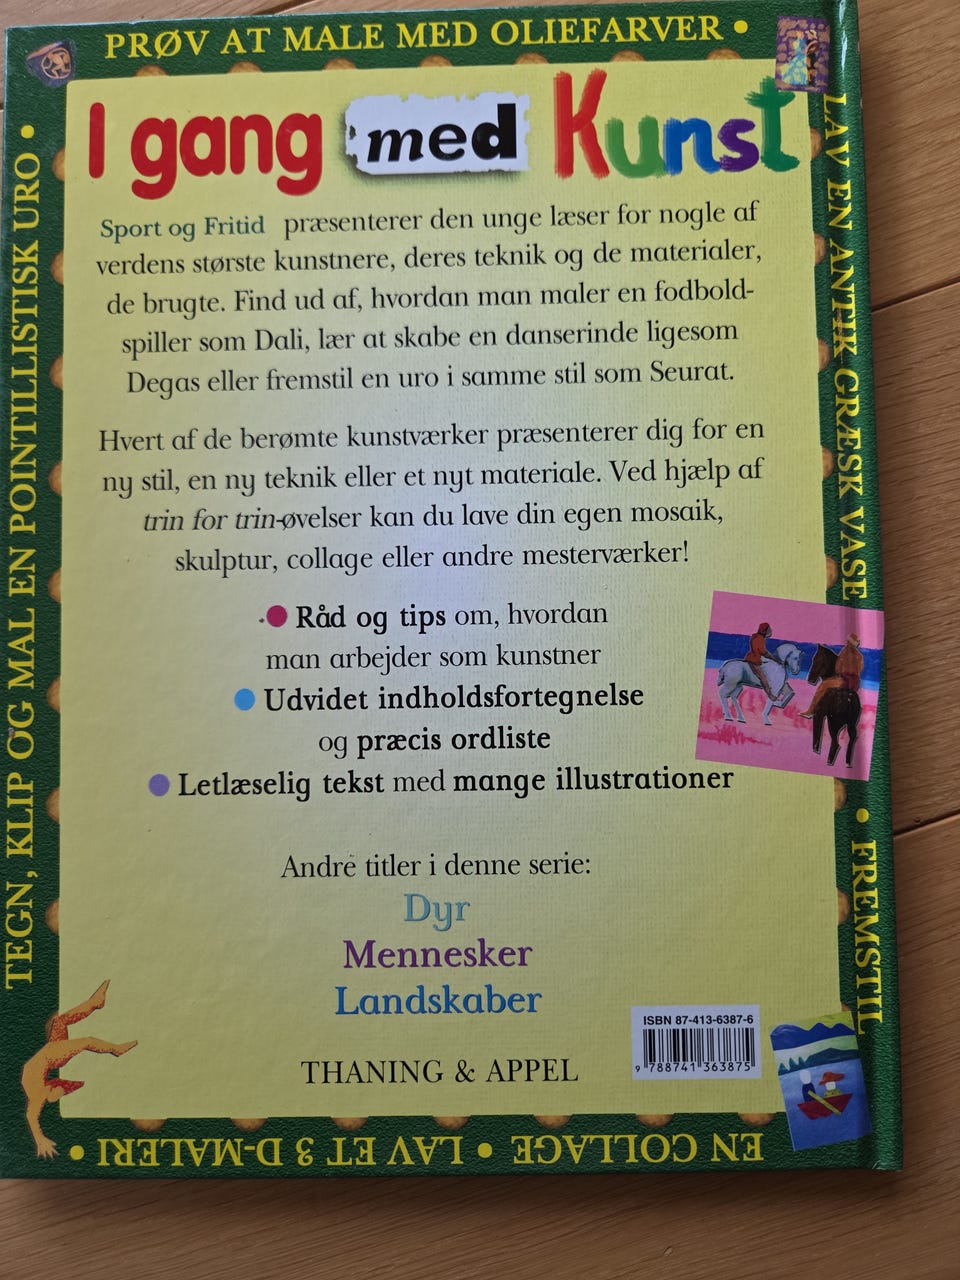 PRØV AT MALE MED OLIEFARVER •
I gang med Kunst
Sport og Fritid præsenterer den unge læser for nogle af
verdens største kunstnere, deres teknik og de materialer,
de brugte. Find ud af, hvordan man maler en fodbold-
spiller som Dali, lær at skabe en danserinde ligesom
Degas eller fremstil en uro i samme stil som Seurat.
Hvert af de berømte kunstværker præsenterer dig for en
ny stil, en ny teknik eller et nyt materiale. Ved hjælp af
trin for trin-øvelser kan du lave din egen mosaik,
skulptur, collage eller andre mesterværker!
• Råd og tips om, hvordan
man arbejder som kunstner
• Udvidet indholdsfortegnelse
og præcis ordliste
• Letlæselig tekst med mange illustrationer
Andre titler i denne serie:
Dyr
Mennesker
Landskaber
THANING & APPEL
ISBN 87-413-6387-6
9 788741 363875
LAV EN ANTIK GRÆSK VASE • FREMSTIL
EN COLLAGE • LAV ET 3 D-MALERI •
TEGN, KLIP OG MAL EN POINTILLISTISK URO •